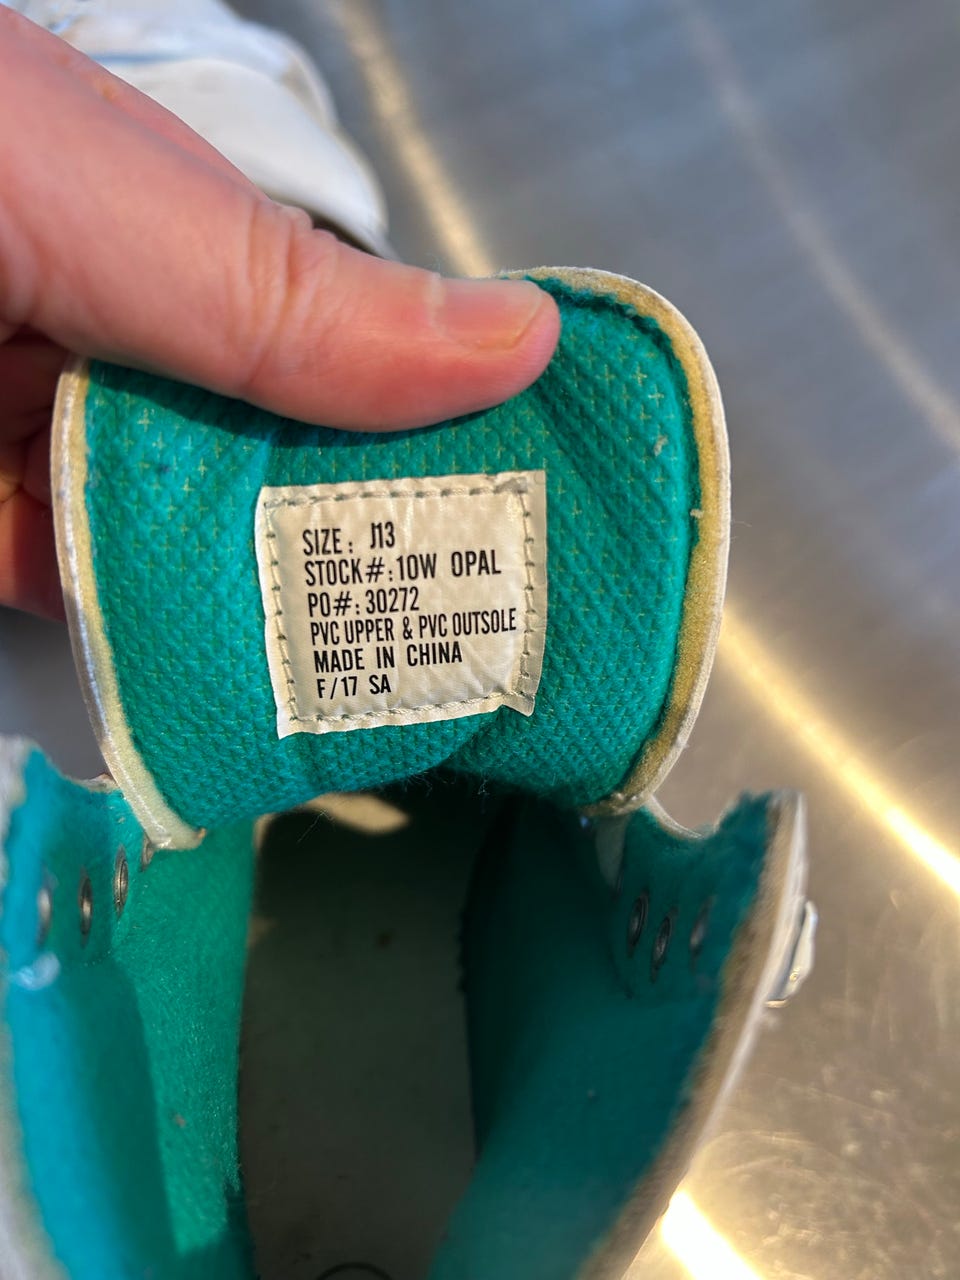 SIZE: J13
STOCK#:10W OPAL
PO#:30272
PVC UPPER & PVC OUTSOLE
MADE IN CHINA
F/17 SA